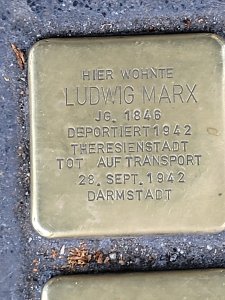 HIER WOHNTE
LUDWIG MARX
JG. 1846
DEPORTIERT 1942
THERESIENSTADT
TOT AUF TRANSPORT
28. SEPT. 1942
DARMSTADT